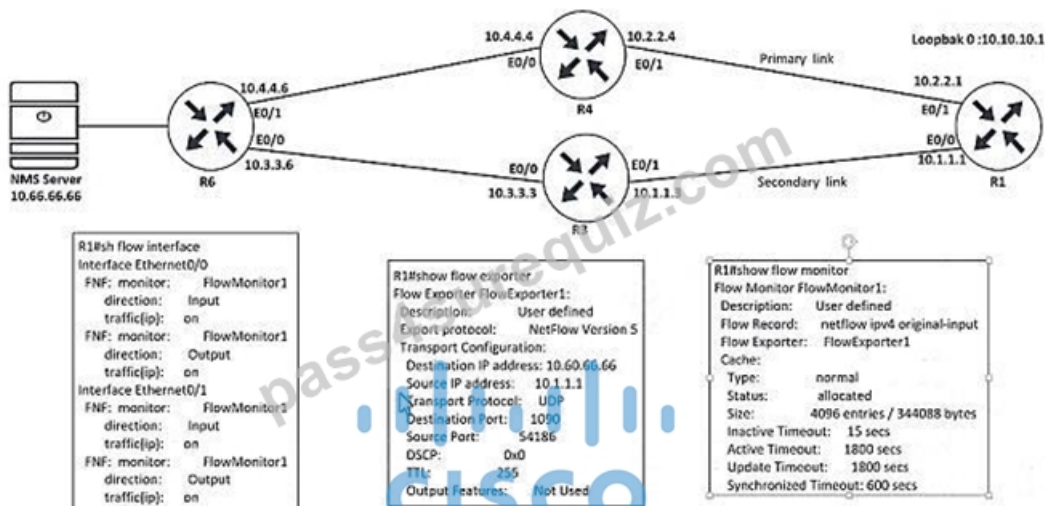 10.4.4.4
10.2.2.4
Loopbak 0 :10.10.10.1
E0/0
E0/1
Primary link
R4
10.4.4.6
E0/1
10.2.2.1
E0/1
E0/0
10.3.3.6
R6
NMS Server
10.66.66.66
E0/0
10.1.1.1
R1
E0/0
10.3.3.3
E0/1
10.1.1.3
Secondary link
R3
pass4surequiz.com
R1#sh flow interface
Interface Ethernet0/0
FNF: monitor: FlowMonitor1
direction: Input
traffic(ip): on
FNF: monitor: FlowMonitor1
direction: Output
traffic(ip): on
Interface Ethernet0/1
FNF: monitor: FlowMonitor1
direction: Input
traffic(ip): on
FNF: monitor: FlowMonitor1
direction: Output
traffic(ip): on
R1#show flow exporter
Flow Exporter FlowExporter1:
Description: User defined
Export protocol: NetFlow Version 5
Transport Configuration:
Destination IP address: 10.60.66.66
Source IP address: 10.1.1.1
Transport Protocol: UDP
Destination Port: 1090
Source Port: 54186
DSCP: 0x0
TTL: 255
Output Features: Not Used
CISCO
R1#show flow monitor
Flow Monitor FlowMonitor1:
Description: User defined
Flow Record: netflow ipv4 original-input
Flow Exporter: FlowExporter1
Cache:
Type: normal
Status: allocated
Size: 4096 entries / 344088 bytes
Inactive Timeout: 15 secs
Active Timeout: 1800 secs
Update Timeout: 1800 secs
Synchronized Timeout: 600 secs